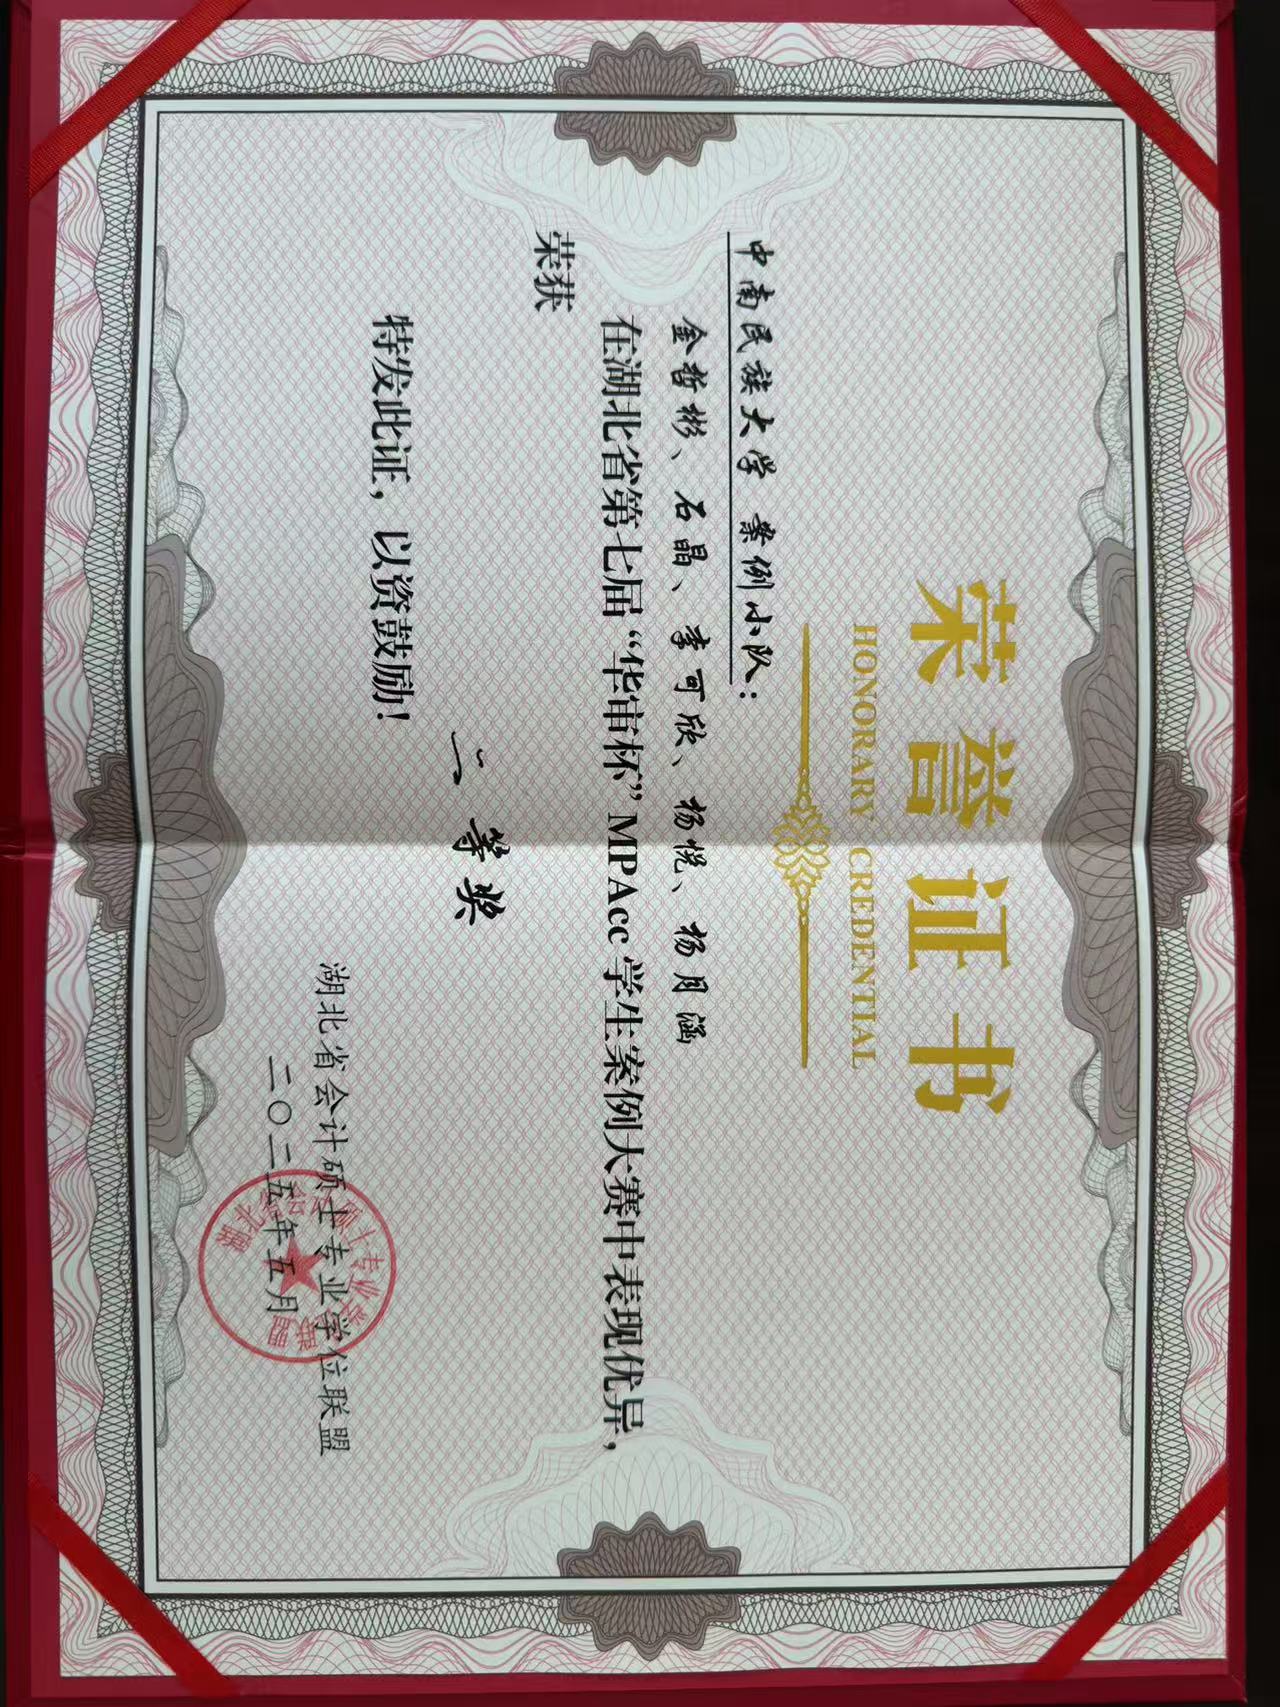 荣誉证书
HONORARY CREDENTIAL
中南民族大学 案例小队：
金哲彬、石晶、李可欣、杨悦、杨月涵
在湖北省第七届“华审杯”MPAcc学生案例大赛中表现优异，
荣获
二等奖
特发此证，以资鼓励！
湖北省会计硕士专业学位联盟
二〇二五年五月